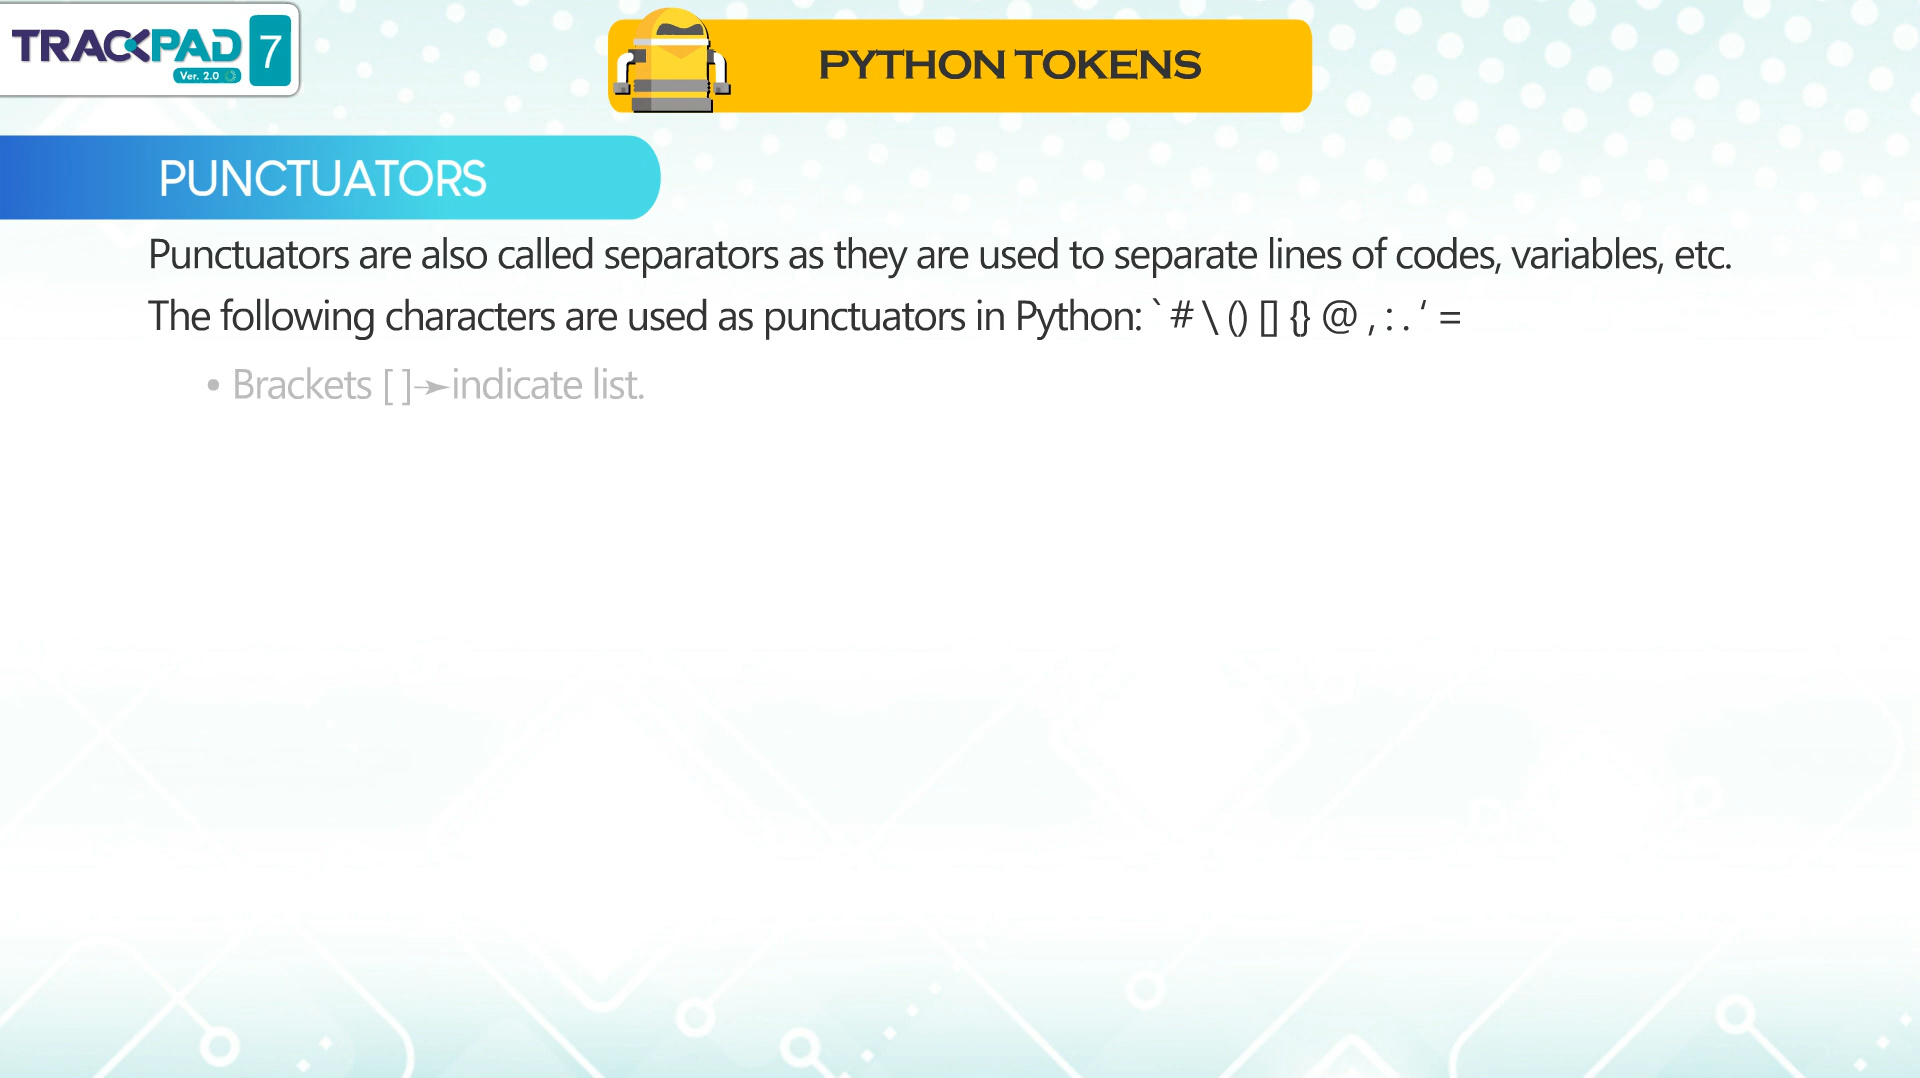 TRACKPAD 7
Ver. 2.0
PYTHON TOKENS
PUNCTUATORS
Punctuators are also called separators as they are used to separate lines of codes, variables, etc.
The following characters are used as punctuators in Python: ` # \ () [] {} @ , : . ‘ =
• Brackets [ ]➛indicate list.